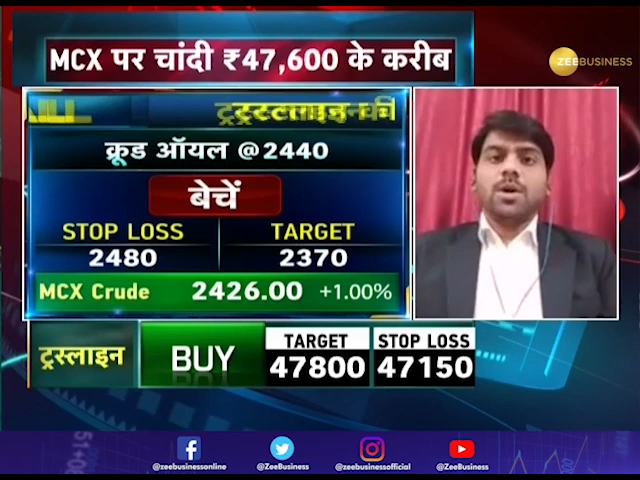 MCX पर चांदी ₹47,600 के करीब
ZEEBUSINESS
क्रूड ऑयल @2440
बेचें
STOP LOSS TARGET
2480 2370
MCX Crude 2426.00 +1.00%
ट्रस्लाइन BUY TARGET STOP LOSS
47800 47150
@zeebusinessonline @ZeeBusiness @zeebusinessofficial @ZeeBusiness